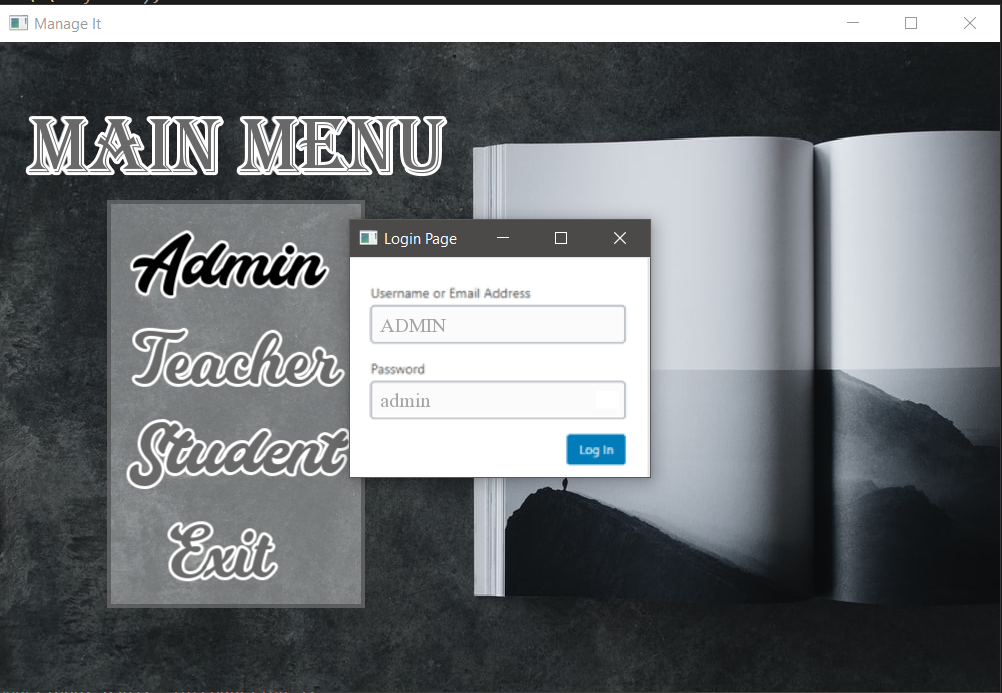 Manage It
MAIN MENU
Admin
Teacher
Student
Exit
Login Page
Username or Email Address
ADMIN
Password
admin
Log In